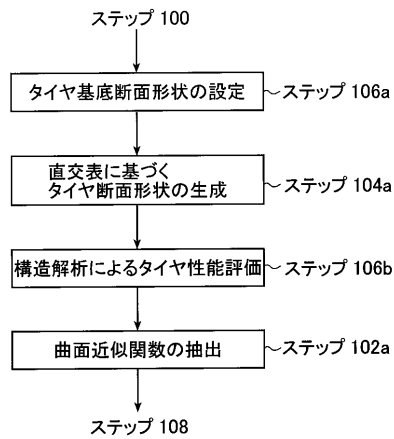 ステップ 100
タイヤ基底断面形状の設定
ステップ 106a
直交表に基づく
タイヤ断面形状の生成
ステップ 104a
構造解析によるタイヤ性能評価
ステップ 106b
曲面近似関数の抽出
ステップ 102a
ステップ 108